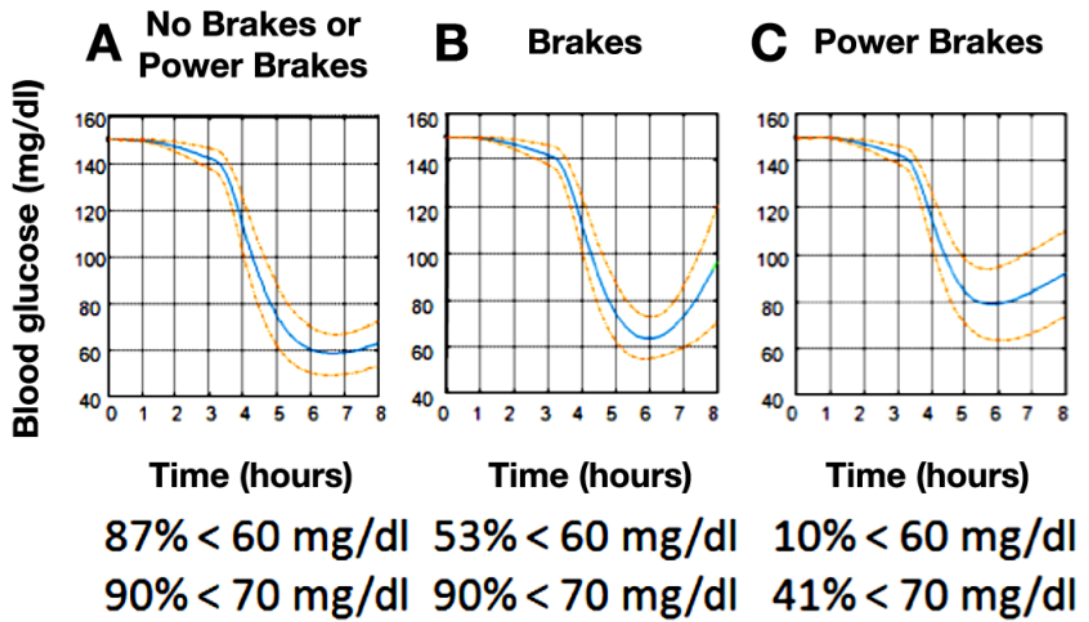 A No Brakes or Power Brakes
B Brakes
C Power Brakes
Blood glucose (mg/dl)
160 140 120 100 80 60 40
0 1 2 3 4 5 6 7 8
160 140 120 100 80 60 40
0 1 2 3 4 5 6 7 8
160 140 120 100 80 60 40
0 1 2 3 4 5 6 7 8
Time (hours) Time (hours) Time (hours)
87% < 60 mg/dl 53% < 60 mg/dl 10% < 60 mg/dl
90% < 70 mg/dl 90% < 70 mg/dl 41% < 70 mg/dl